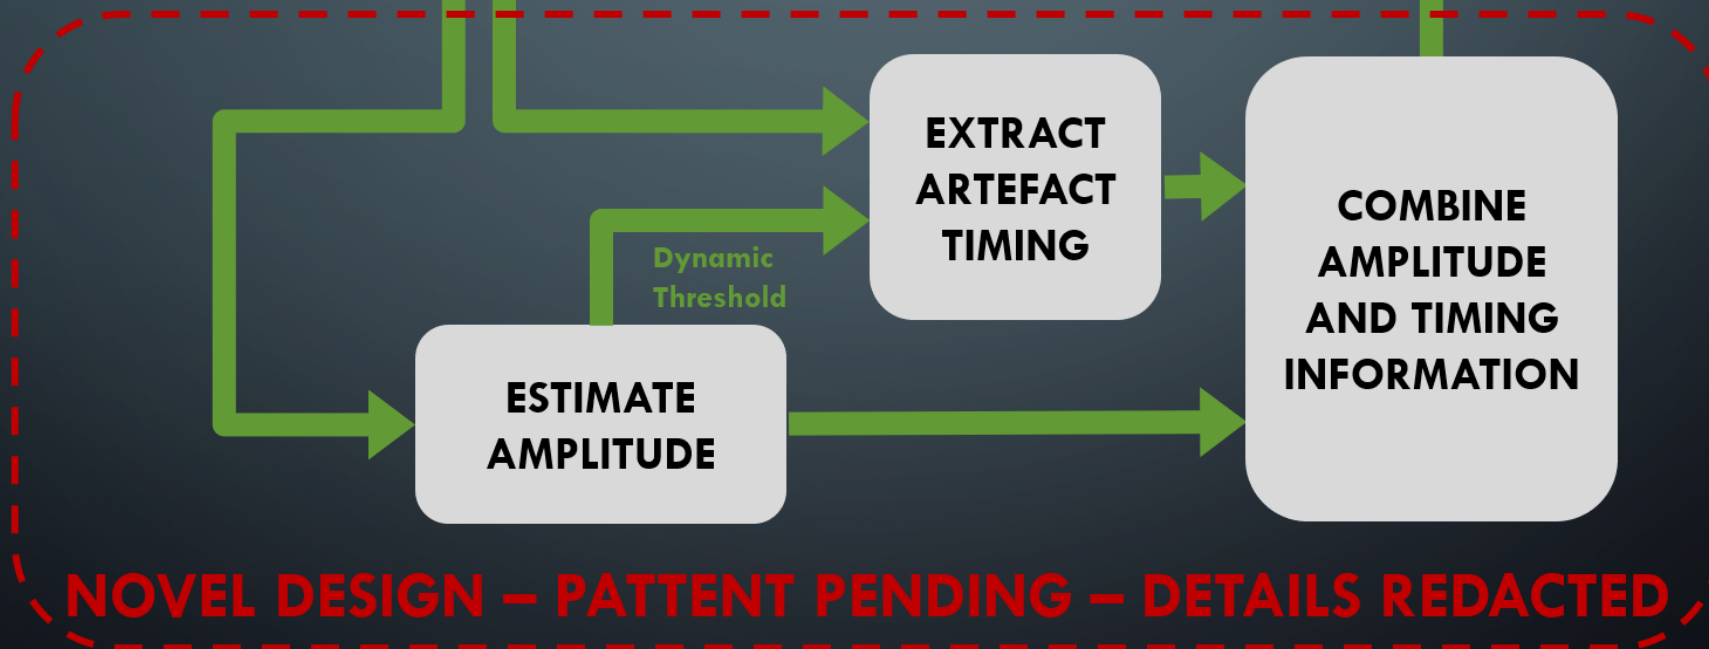 EXTRACT
ARTEFACT
TIMING
Dynamic
Threshold
ESTIMATE
AMPLITUDE
COMBINE
AMPLITUDE
AND TIMING
INFORMATION
NOVEL DESIGN – PATTENT PENDING – DETAILS REDACTED